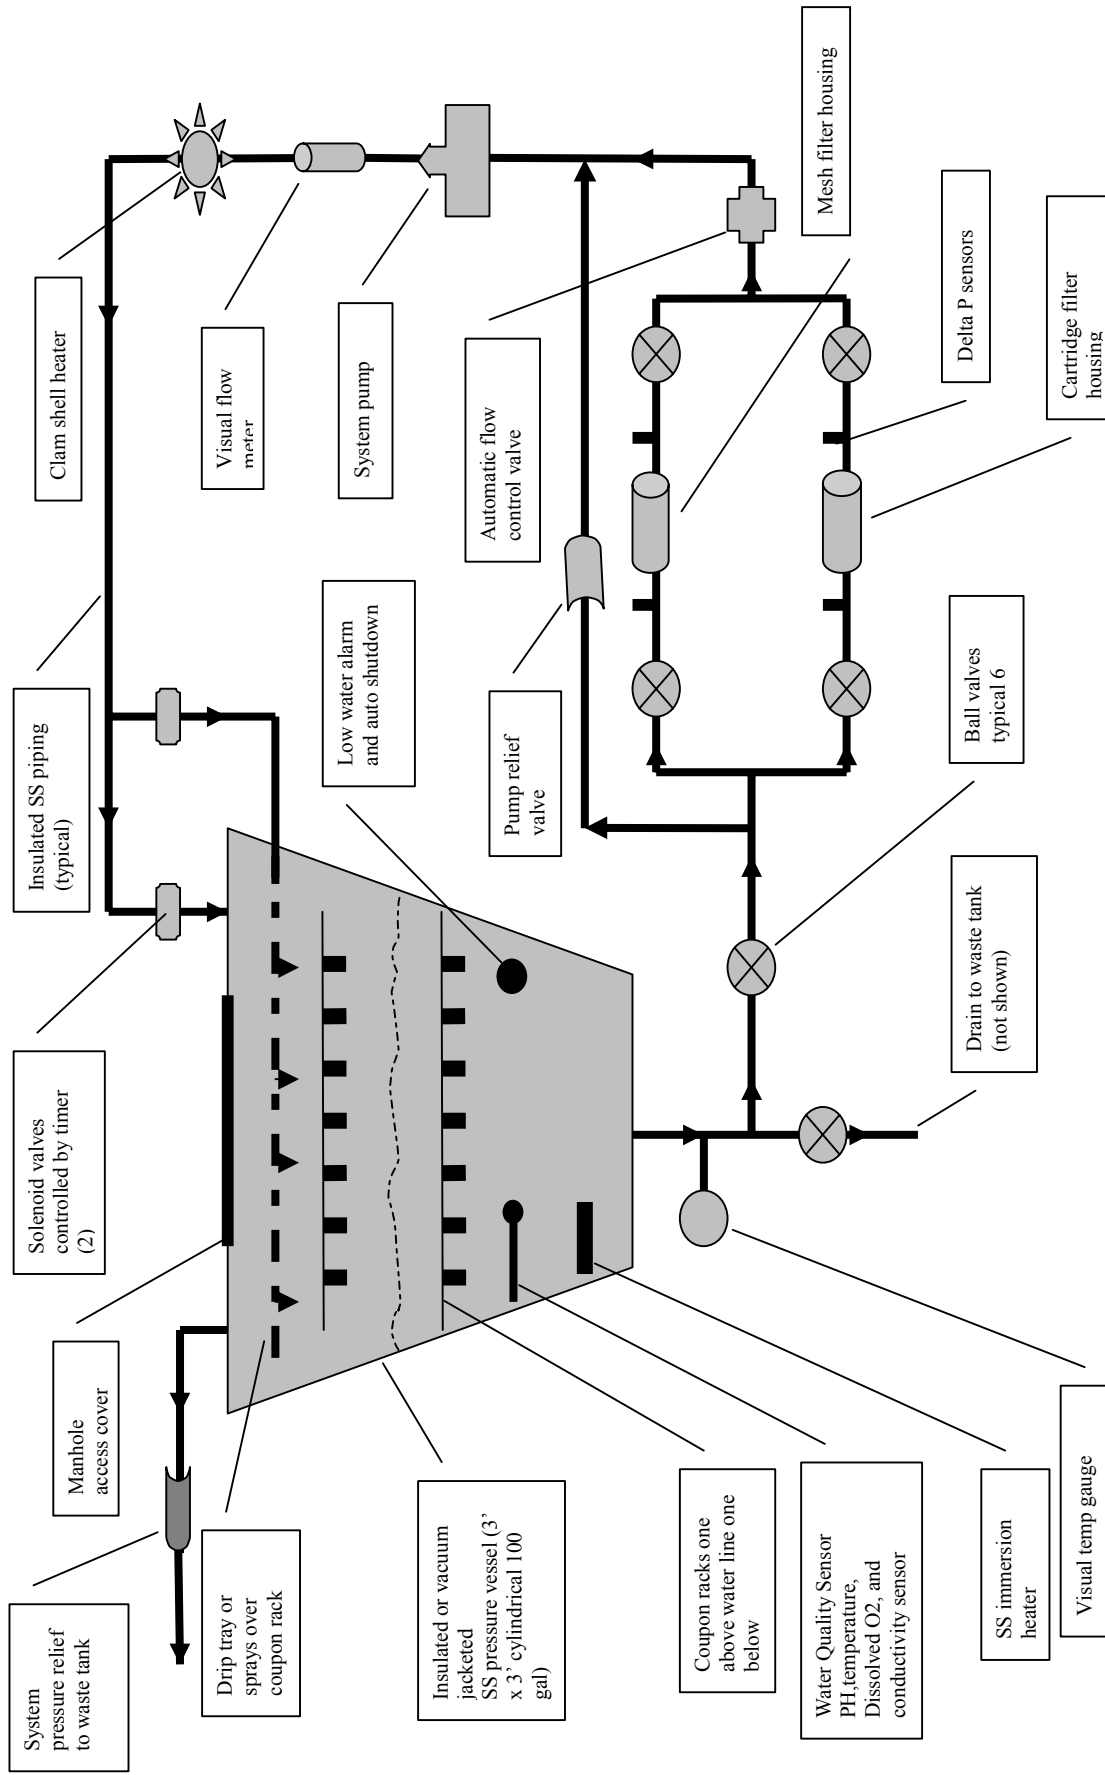 System
pressure relief
to waste tank
Manhole
access cover
Solenoid valves
controlled by timer
(2)
Insulated SS piping
(typical)
Clam shell heater
Drip tray or
sprays over
coupon rack
Visual flow
meter
Low water alarm
and auto shutdown
System pump
Insulated or vacuum
jacketed
SS pressure vessel (3’
x 3’ cylindrical 100
gal)
Pump relief
valve
Automatic flow
control valve
Coupon racks one
above water line one
below
Water Quality Sensor
PH,temperature,
Dissolved O2, and
conductivity sensor
Mesh filter housing
SS immersion
heater
Drain to waste tank
(not shown)
Ball valves
typical 6
Delta P sensors
Visual temp gauge
Cartridge filter
housing